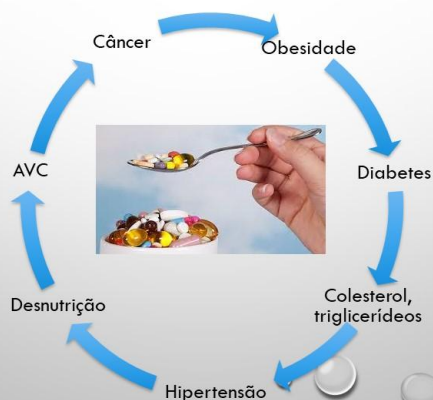 Câncer
Obesidade
Diabetes
Colesterol,
triglicerídeos
Hipertensão
Desnutrição
AVC